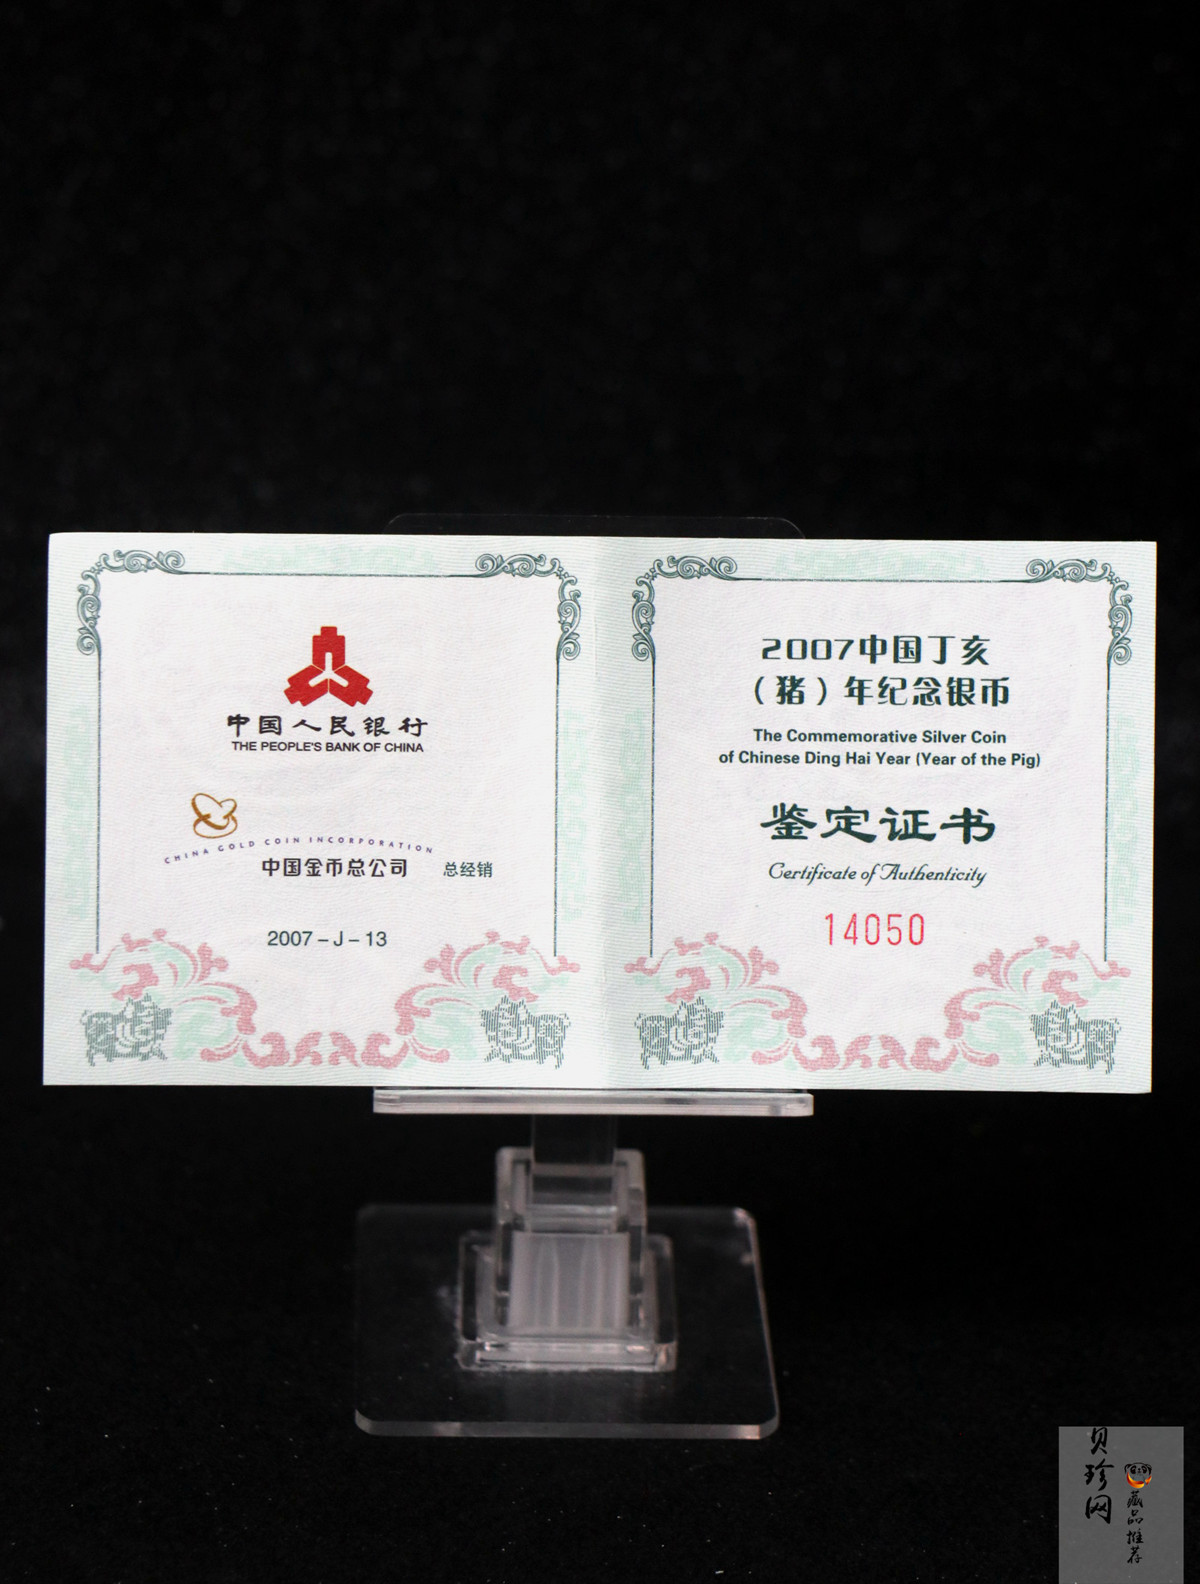 中国人民银行
THE PEOPLE'S BANK OF CHINA
CHINA GOLD COIN INCORPORATION
中国金币总公司 总经销
2007-J-13
2007中国丁亥
(猪)年纪念银币
The Commemorative Silver Coin
of Chinese Ding Hai Year (Year of the Pig)
鉴定证书
Certificate of Authenticity
14050
贝珍网
藏品推荐